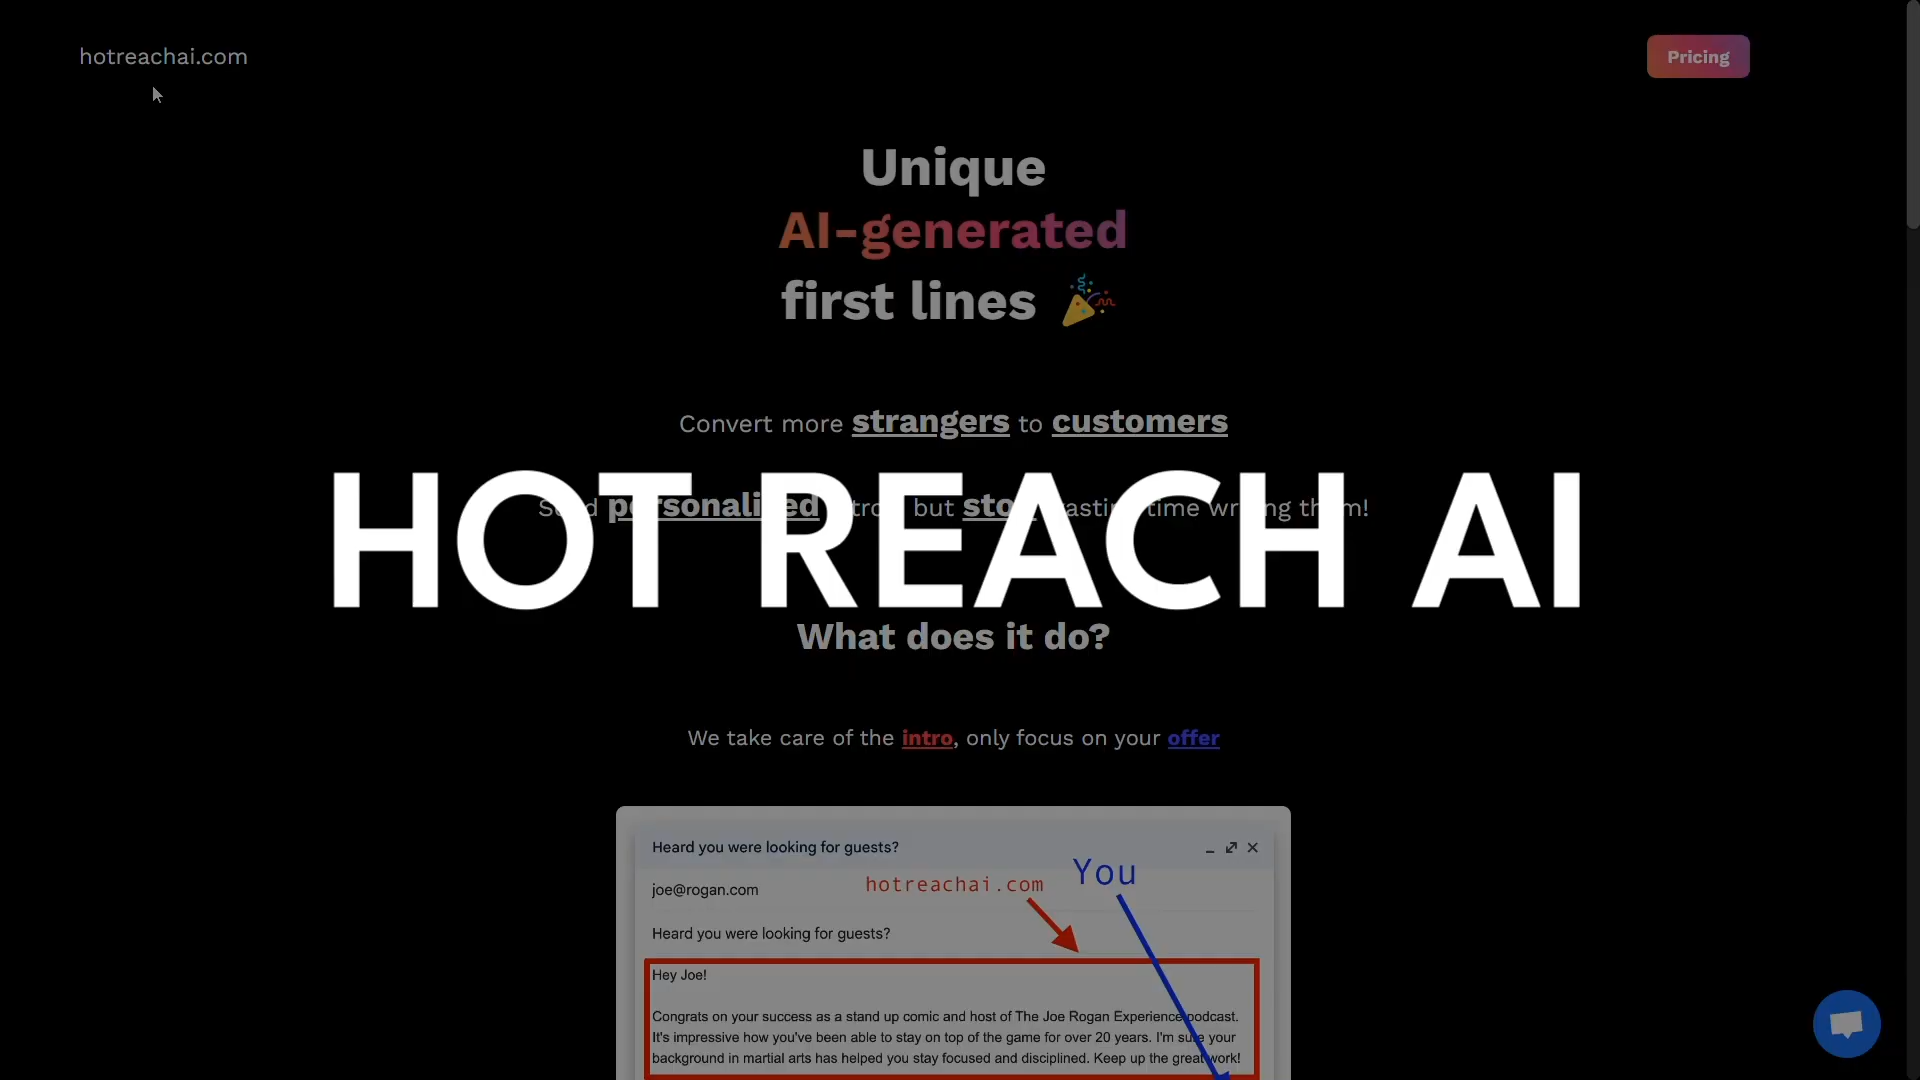 hotreachai.com
Pricing
Unique
AI-generated
first lines
Convert more strangers to customers
personalized but time
HOT REACH AI
What does it do?
We take care of the intro, only focus on your offer
Heard you were looking for guests?
You
joe@rogan.com
hotreachai.com
Heard you were looking for guests?
Hey Joe!
Congrats on your success as a stand up comic and host of The Joe Rogan Experience podcast.
It's impressive how you've been able to stay on top of the game for over 20 years. I'm sure your
background in martial arts has helped you stay focused and disciplined. Keep up the great work!